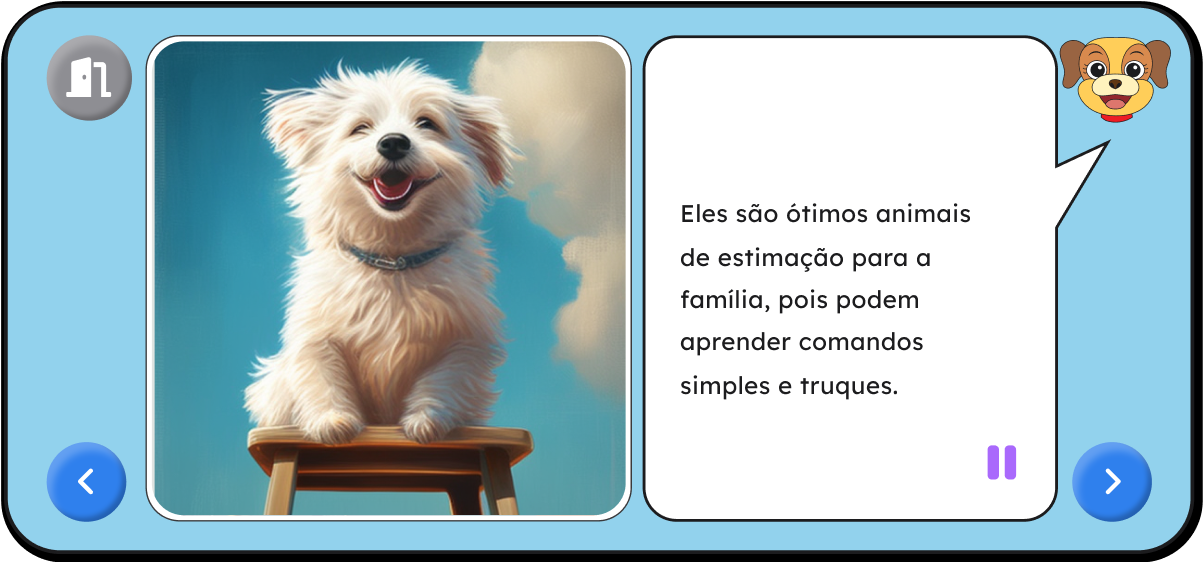 Eles são ótimos animais
de estimação para a
família, pois podem
aprender comandos
simples e truques.